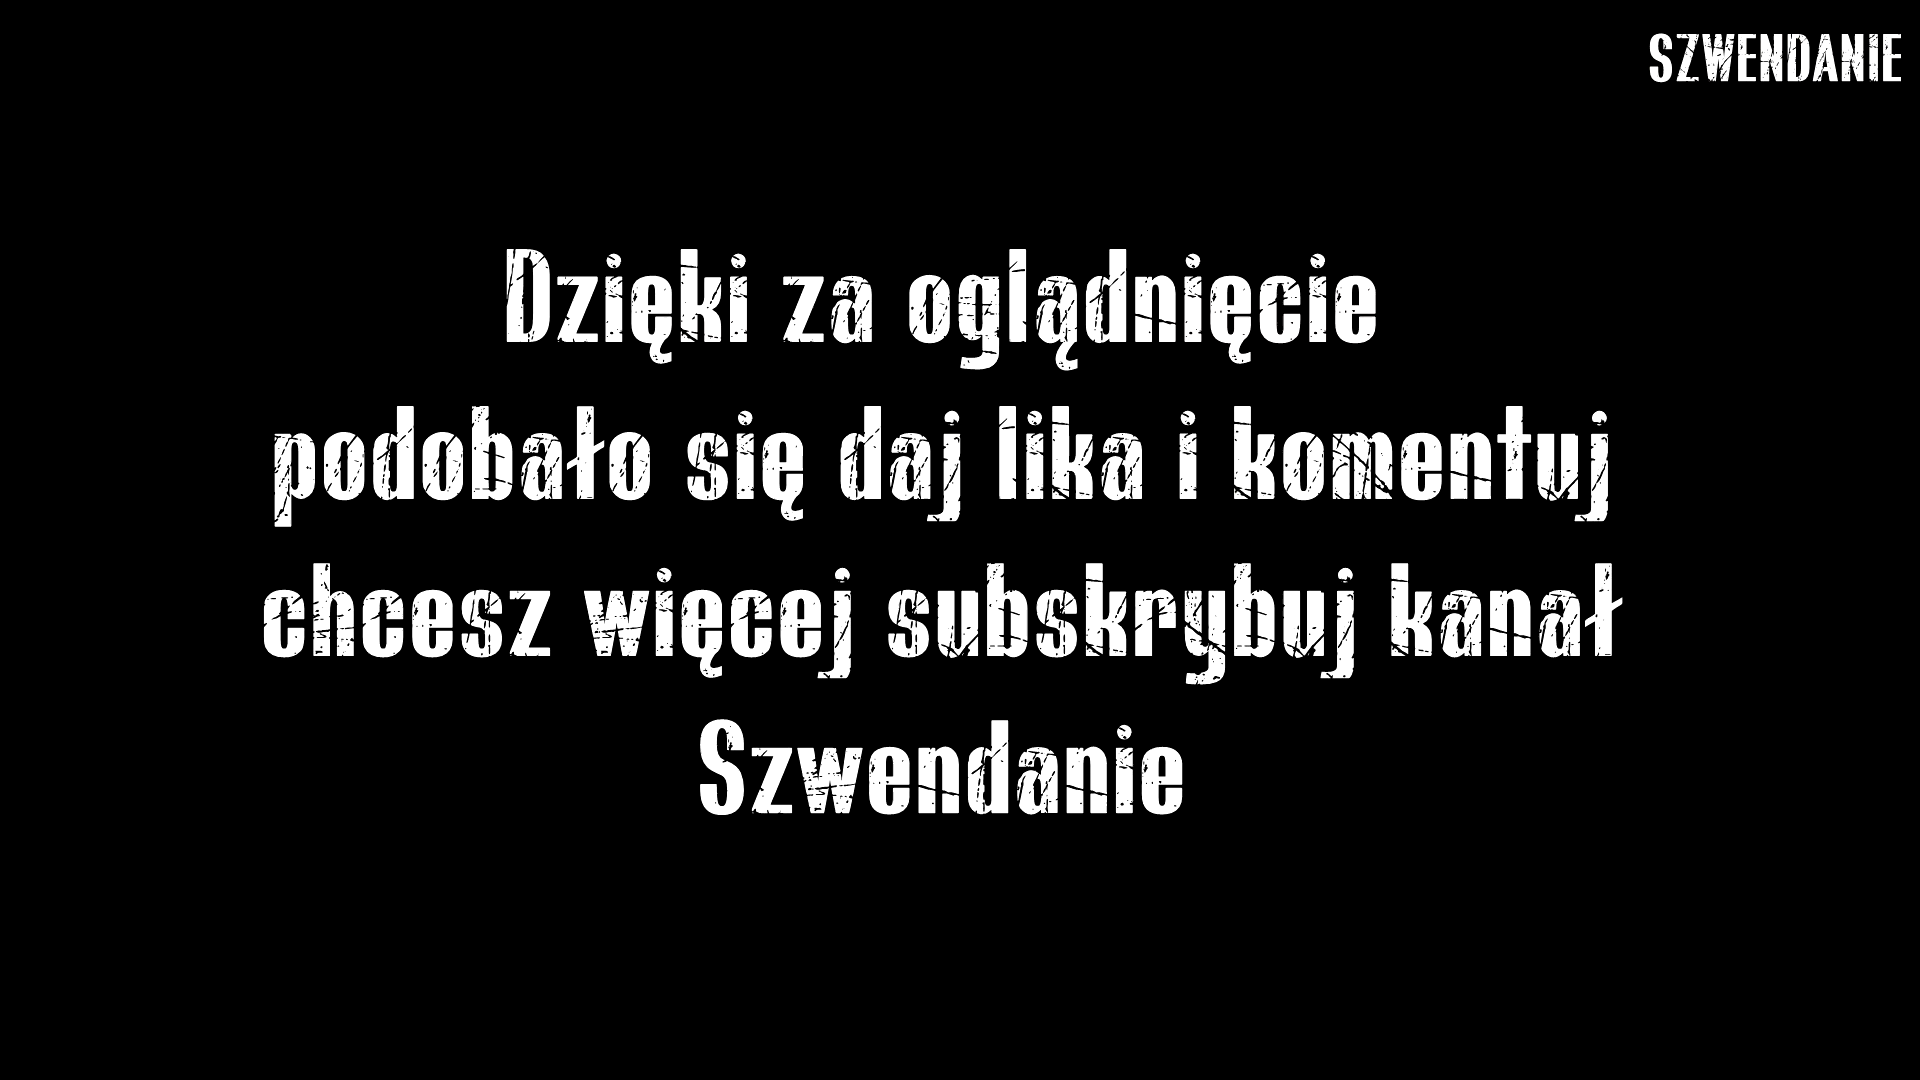 SZWENDANIE
Dzięki za oglądnięcie
podobało się daj lika i komentuj
chcesz więcej subskrybuj kanał
Szwendanie